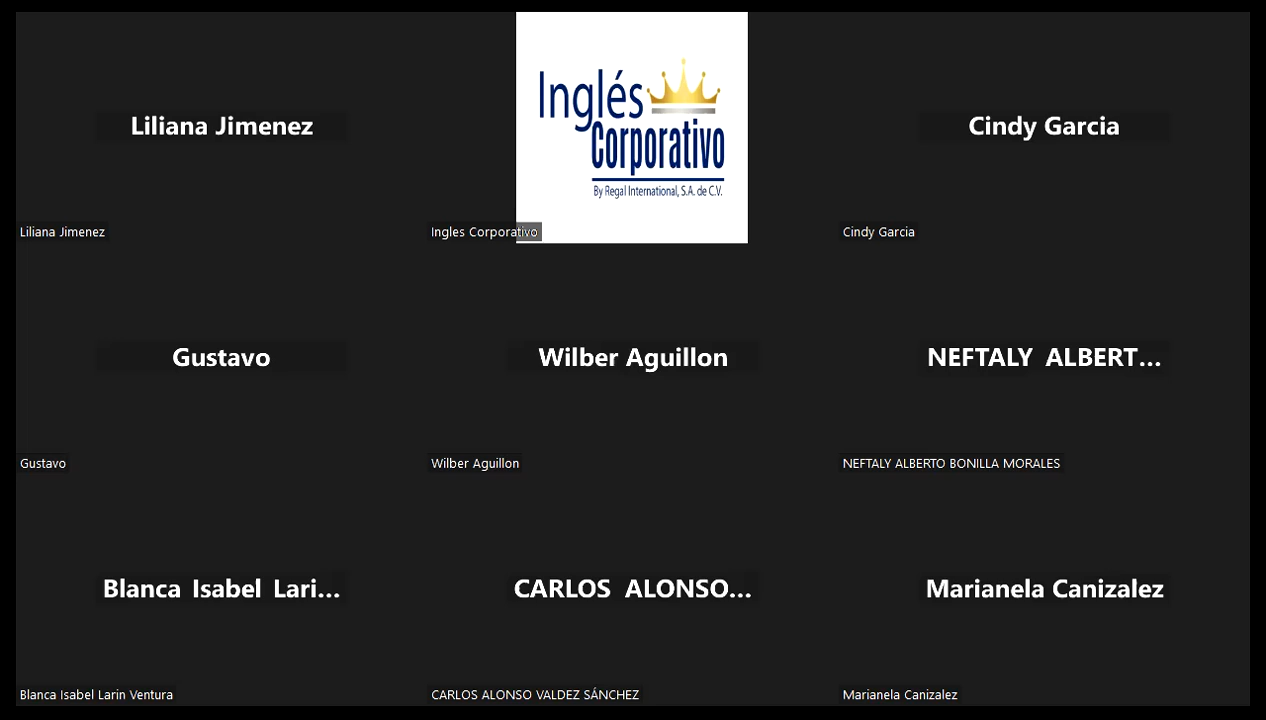 Inglés
Corporativo
By Regal International, S.A. de C.V.
Liliana Jimenez
Cindy Garcia
Liliana Jimenez
Ingles Corporativo
Cindy Garcia
Gustavo
Wilber Aguillon
NEFTALY ALBERT...
Gustavo
Wilber Aguillon
NEFTALY ALBERTO BONILLA MORALES
Blanca Isabel Lari...
CARLOS ALONSO...
Marianela Canizalez
Blanca Isabel Larin Ventura
CARLOS ALONSO VALDEZ SÁNCHEZ
Marianela Canizalez